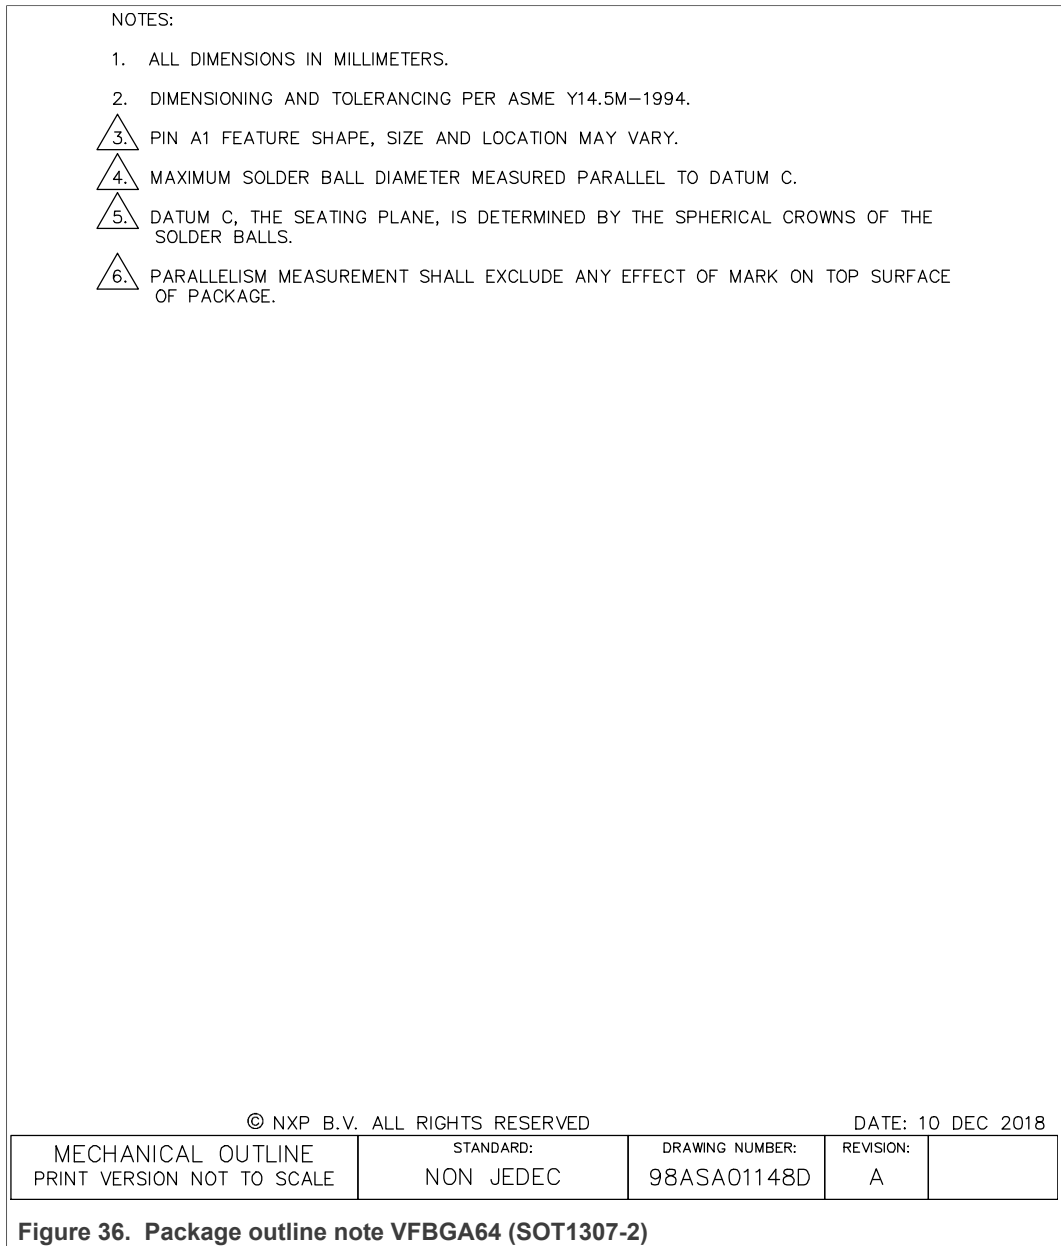 NOTES:
1. ALL DIMENSIONS IN MILLIMETERS.
2. DIMENSIONING AND TOLERANCING PER ASME Y14.5M−1994.
3. PIN A1 FEATURE SHAPE, SIZE AND LOCATION MAY VARY.
4. MAXIMUM SOLDER BALL DIAMETER MEASURED PARALLEL TO DATUM C.
5. DATUM C, THE SEATING PLANE, IS DETERMINED BY THE SPHERICAL CROWNS OF THE
SOLDER BALLS.
6. PARALLELISM MEASUREMENT SHALL EXCLUDE ANY EFFECT OF MARK ON TOP SURFACE
OF PACKAGE.
© NXP B.V. ALL RIGHTS RESERVED DATE: 10 DEC 2018
MECHANICAL OUTLINE
PRINT VERSION NOT TO SCALE
STANDARD:
NON JEDEC
DRAWING NUMBER:
98ASA01148D
REVISION:
A
Figure 36. Package outline note VFBGA64 (SOT1307-2)